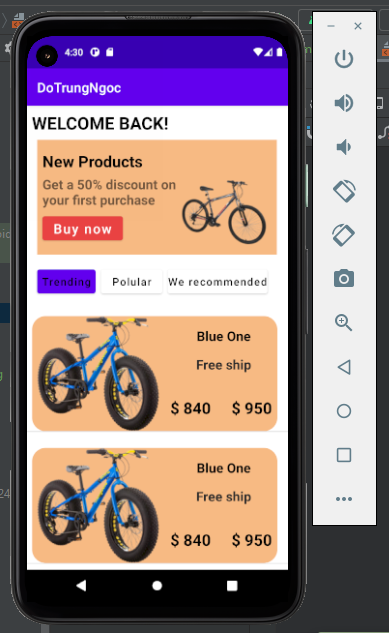 4:30
DoTrungNgoc
WELCOME BACK!
New Products
Get a 50% discount on
your first purchase
Buy now
Trending Polular We recommended
Blue One
Free ship
$ 840 $ 950
Blue One
Free ship
$ 840 $ 950